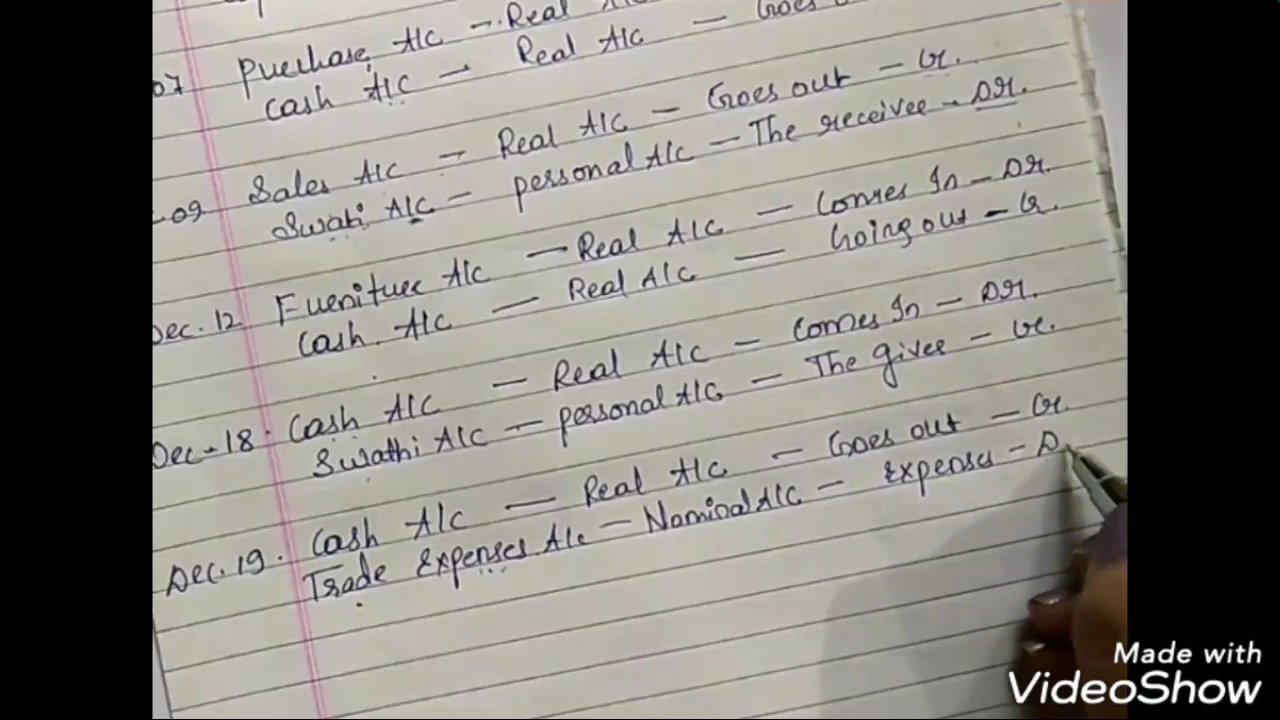 07 Purchase A/c - Real
Cash A/c - Real A/c - Goes
09 Sales A/c - Real A/c - Goes out - Cr.
Swati A/c - personal A/c - The receiver - DR.
Dec. 12 Furniture A/c - Real A/c - Comes In - DR.
Cash. A/c - Real A/c - Going out - Cr.
Dec - 18. Cash A/c - Real A/c - Comes In - DR.
Swathi A/c - personal A/c - The giver - Cr.
Dec. 19. Cash A/c - Real A/c - Goes out - Cr.
Trade Expenses A/c - Nominal A/c - Expenses - D
Made with
VideoShow